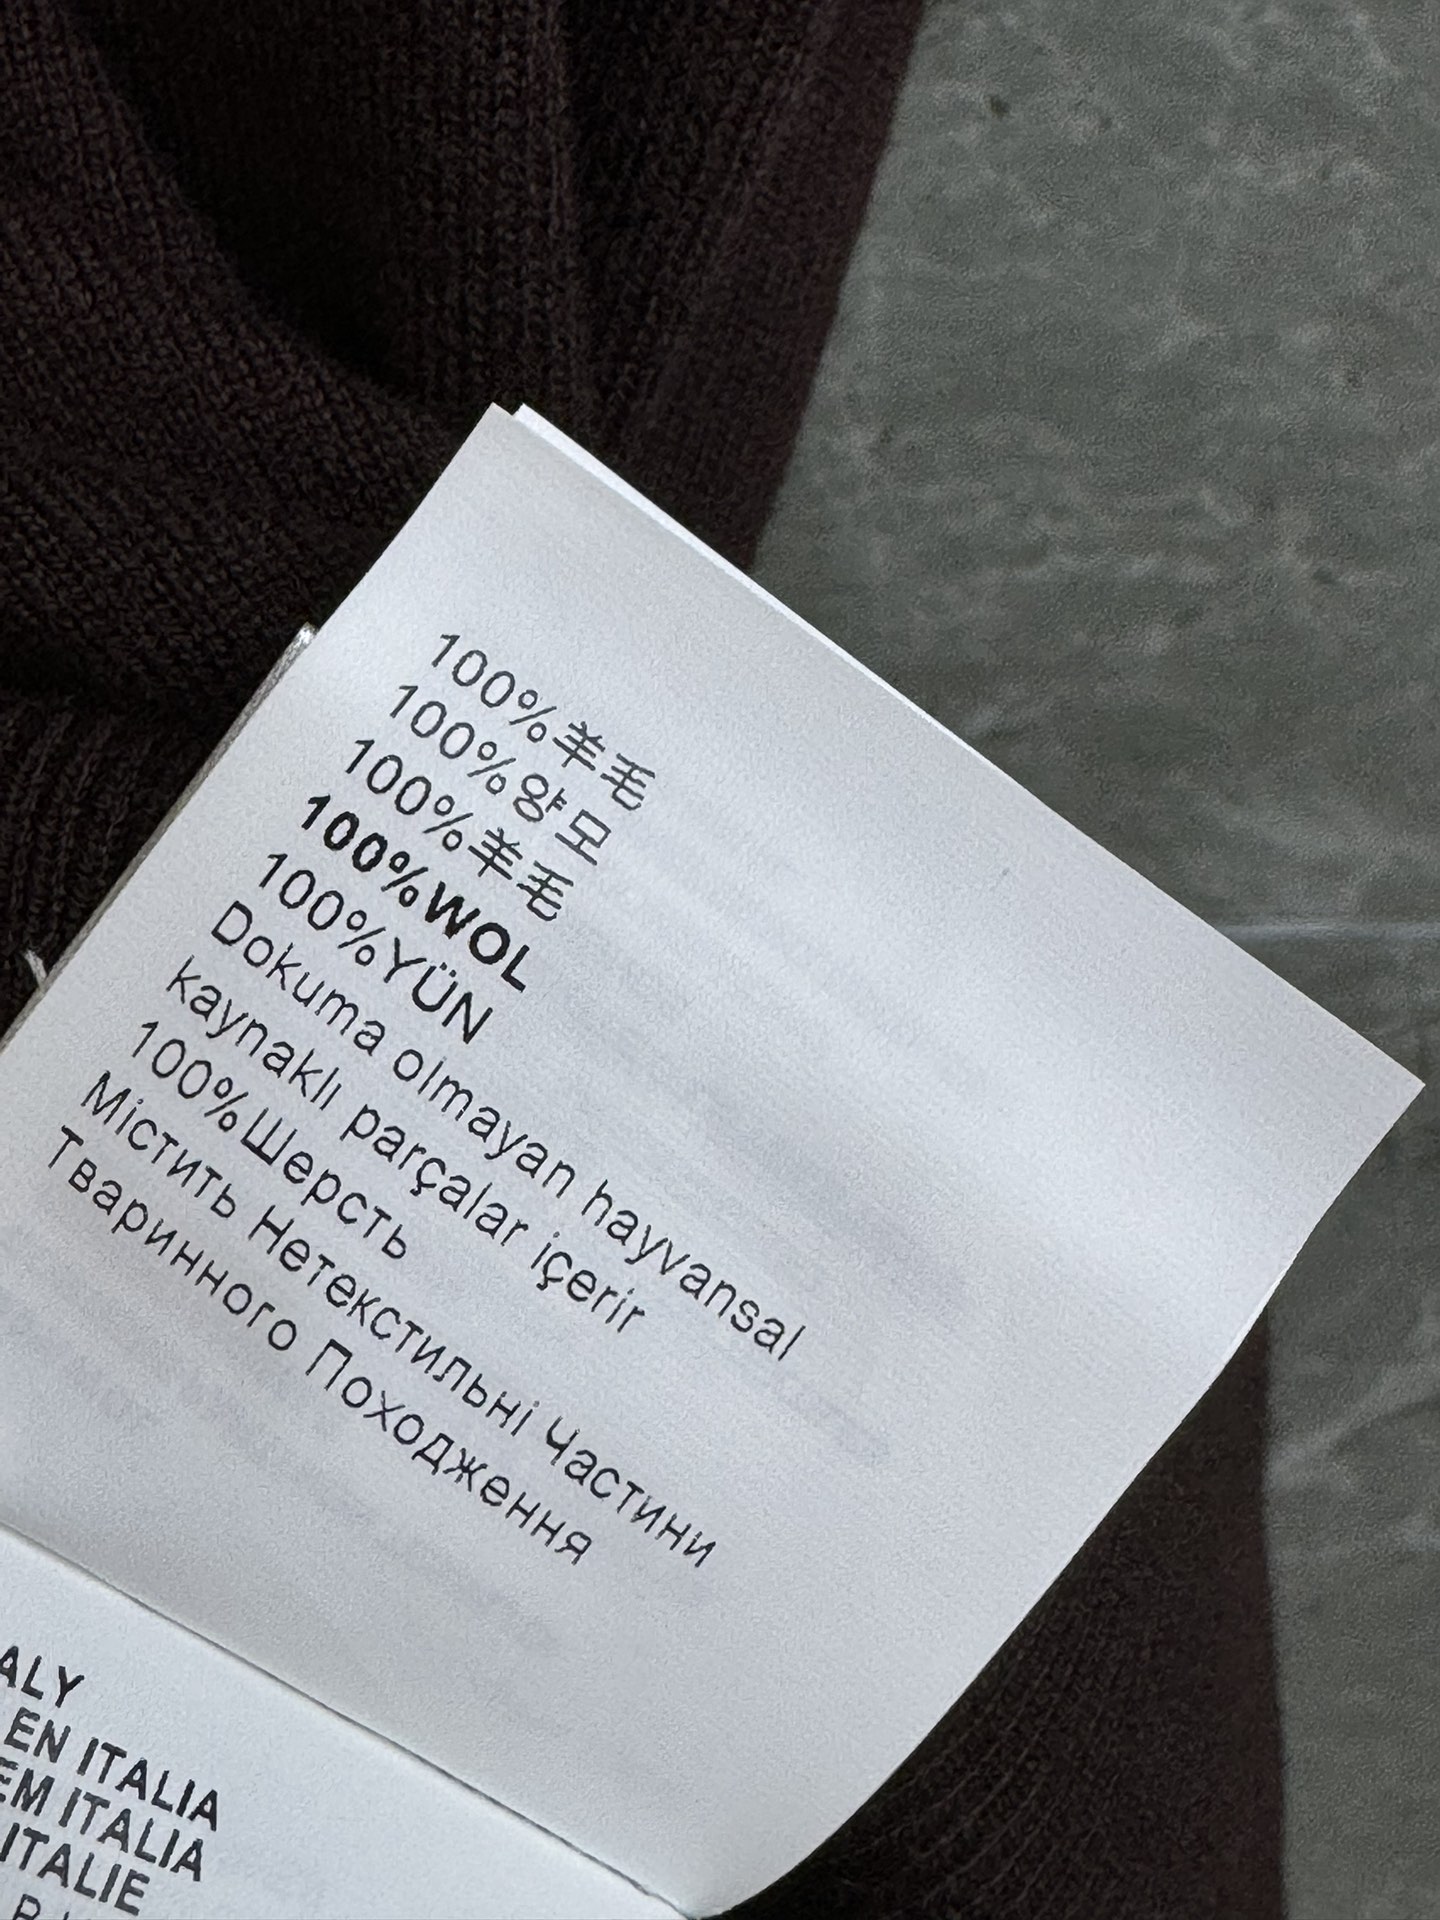 100%羊毛
100%양모
100%羊毛
100%WOL
100%YÜN
Dokuma olmayan hayvansal
kaynaklı parçalar içerir
100%Шерсть
Містить Нетекстильні Частини
Тваринного Походження
ALY
EN ITALIA
EM ITALIA
ITALIE